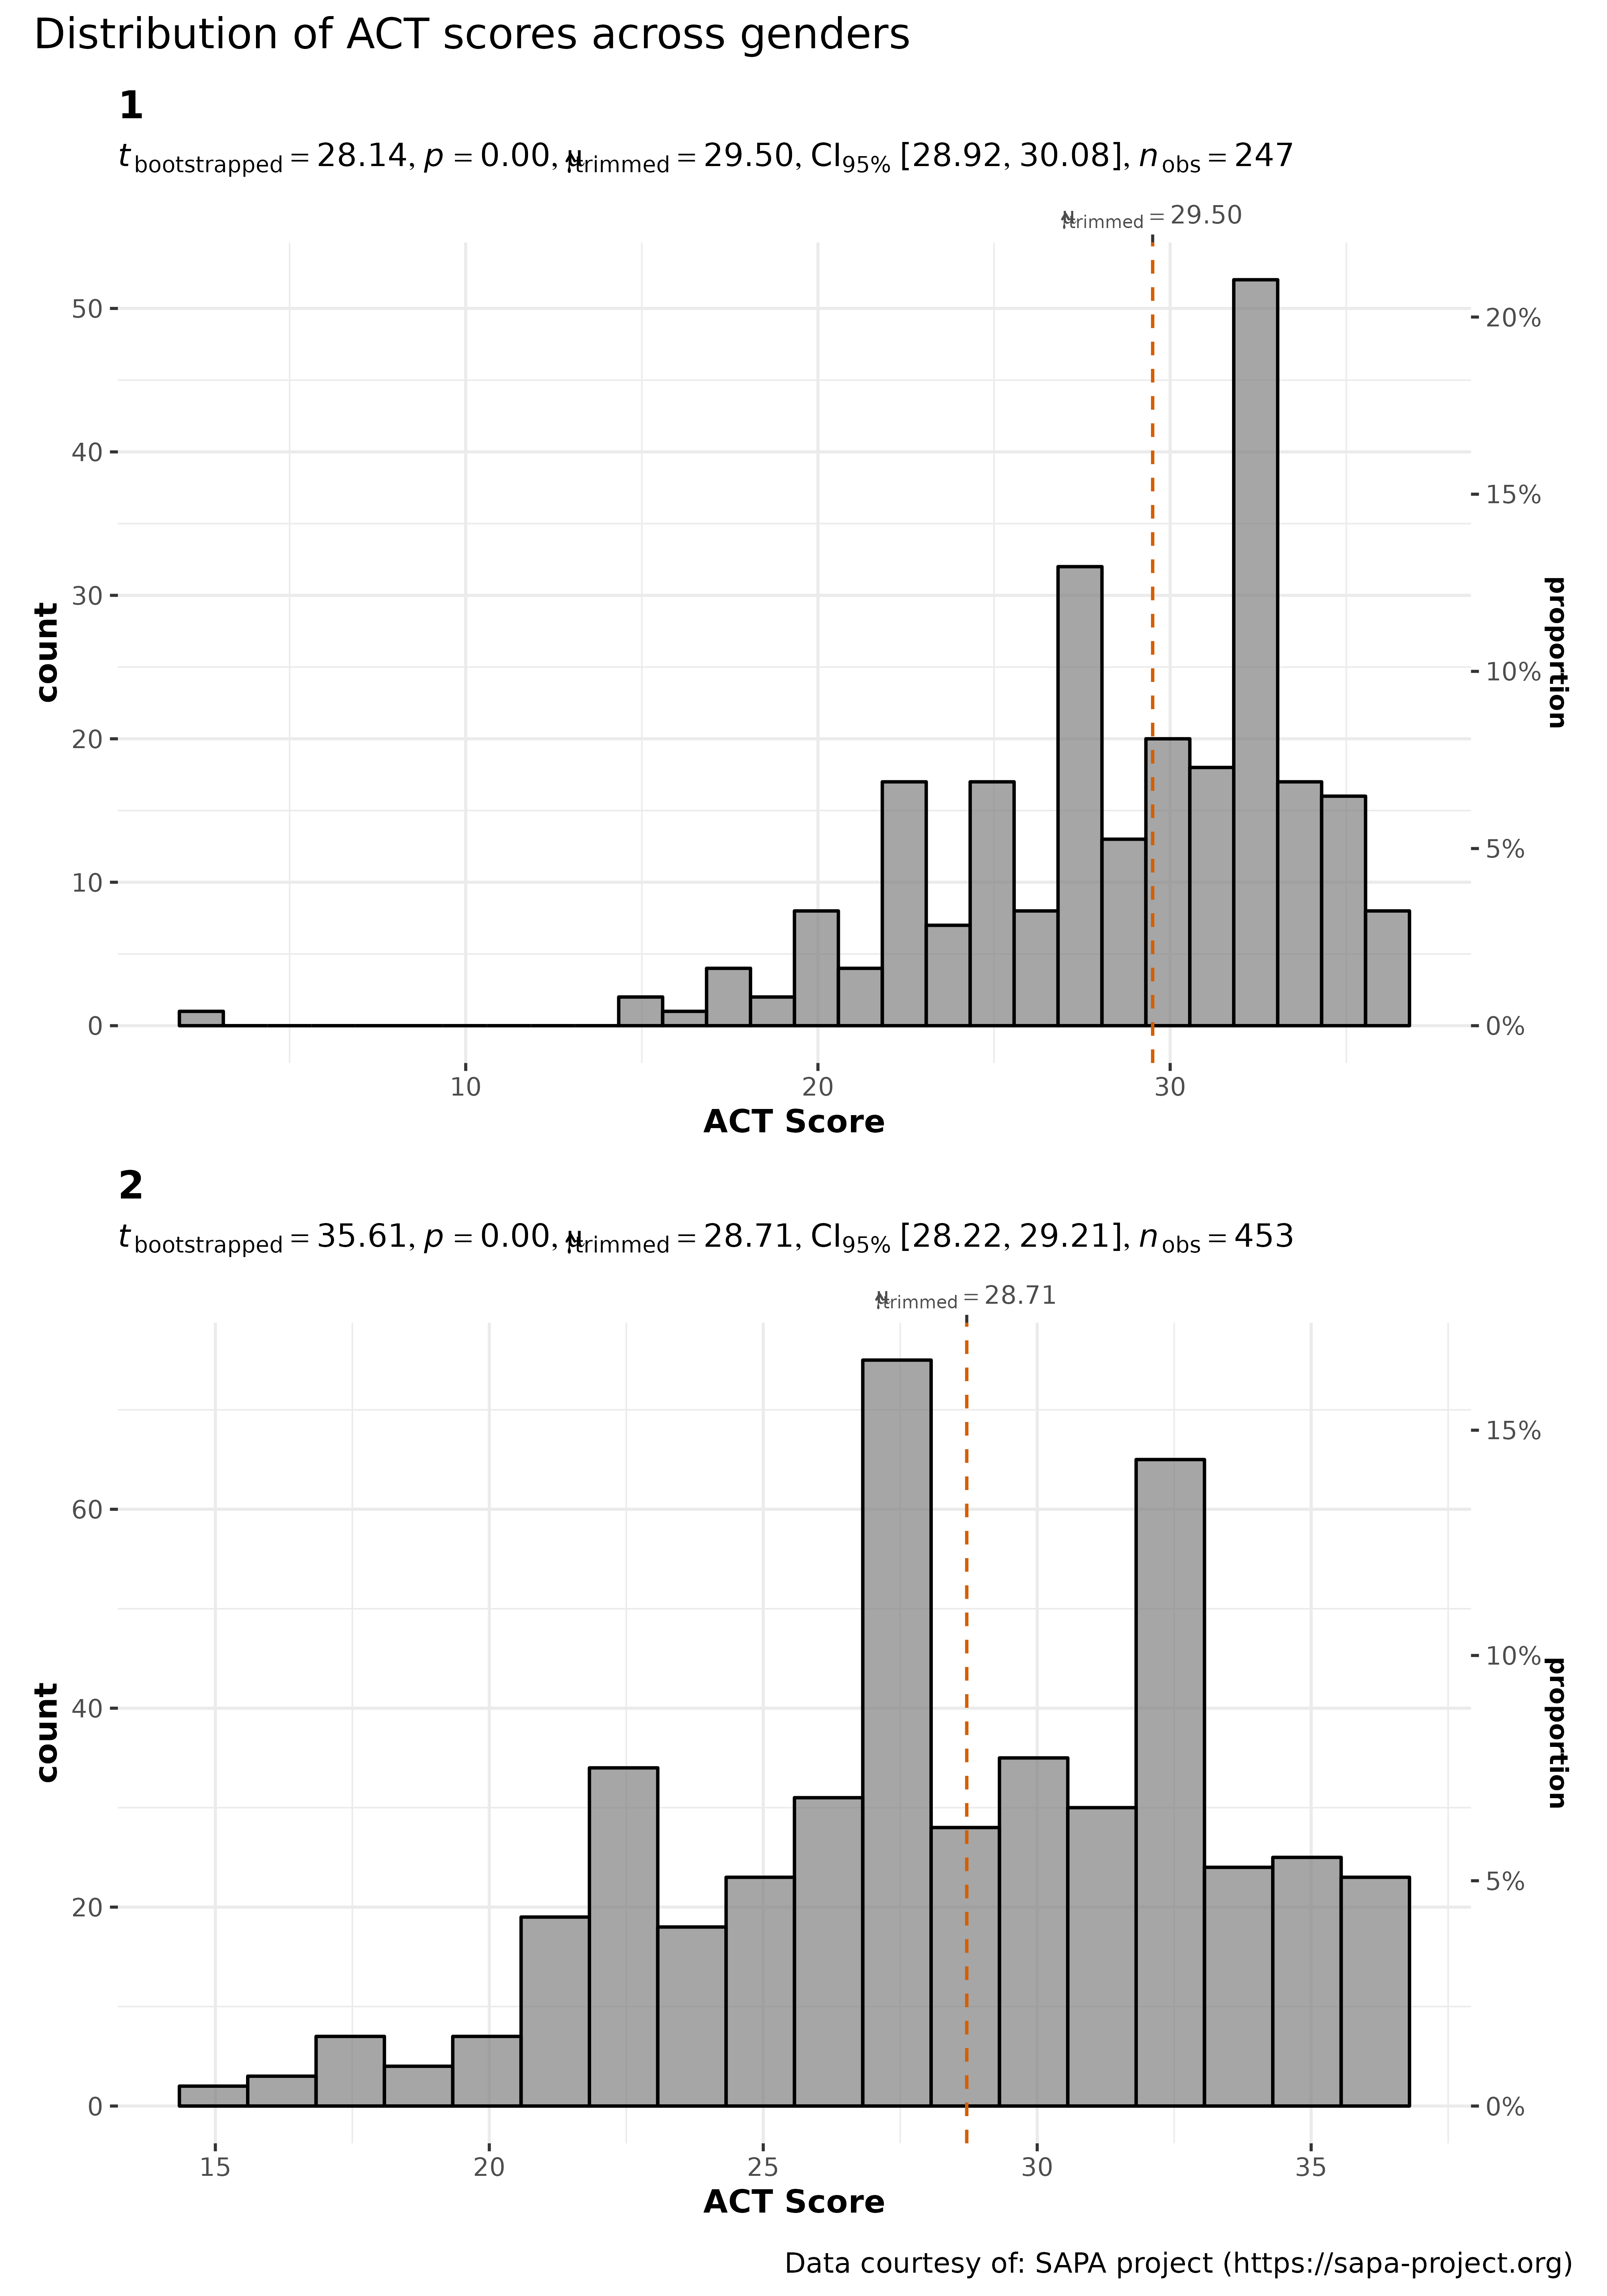 Distribution of ACT scores across genders
1
t bootstrapped = 28.14, p = 0.00, μ̂trimmed = 29.50, CI95% [28.92, 30.08], n obs = 247
μ̂trimmed = 29.50
50
40
30
20
10
0
count
20%
15%
10%
5%
0%
proportion
10 20 30
ACT Score
2
t bootstrapped = 35.61, p = 0.00, μ̂trimmed = 28.71, CI95% [28.22, 29.21], n obs = 453
μ̂trimmed = 28.71
60
40
20
0
count
15%
10%
5%
0%
proportion
15 20 25 30 35
ACT Score
Data courtesy of: SAPA project (https://sapa-project.org)